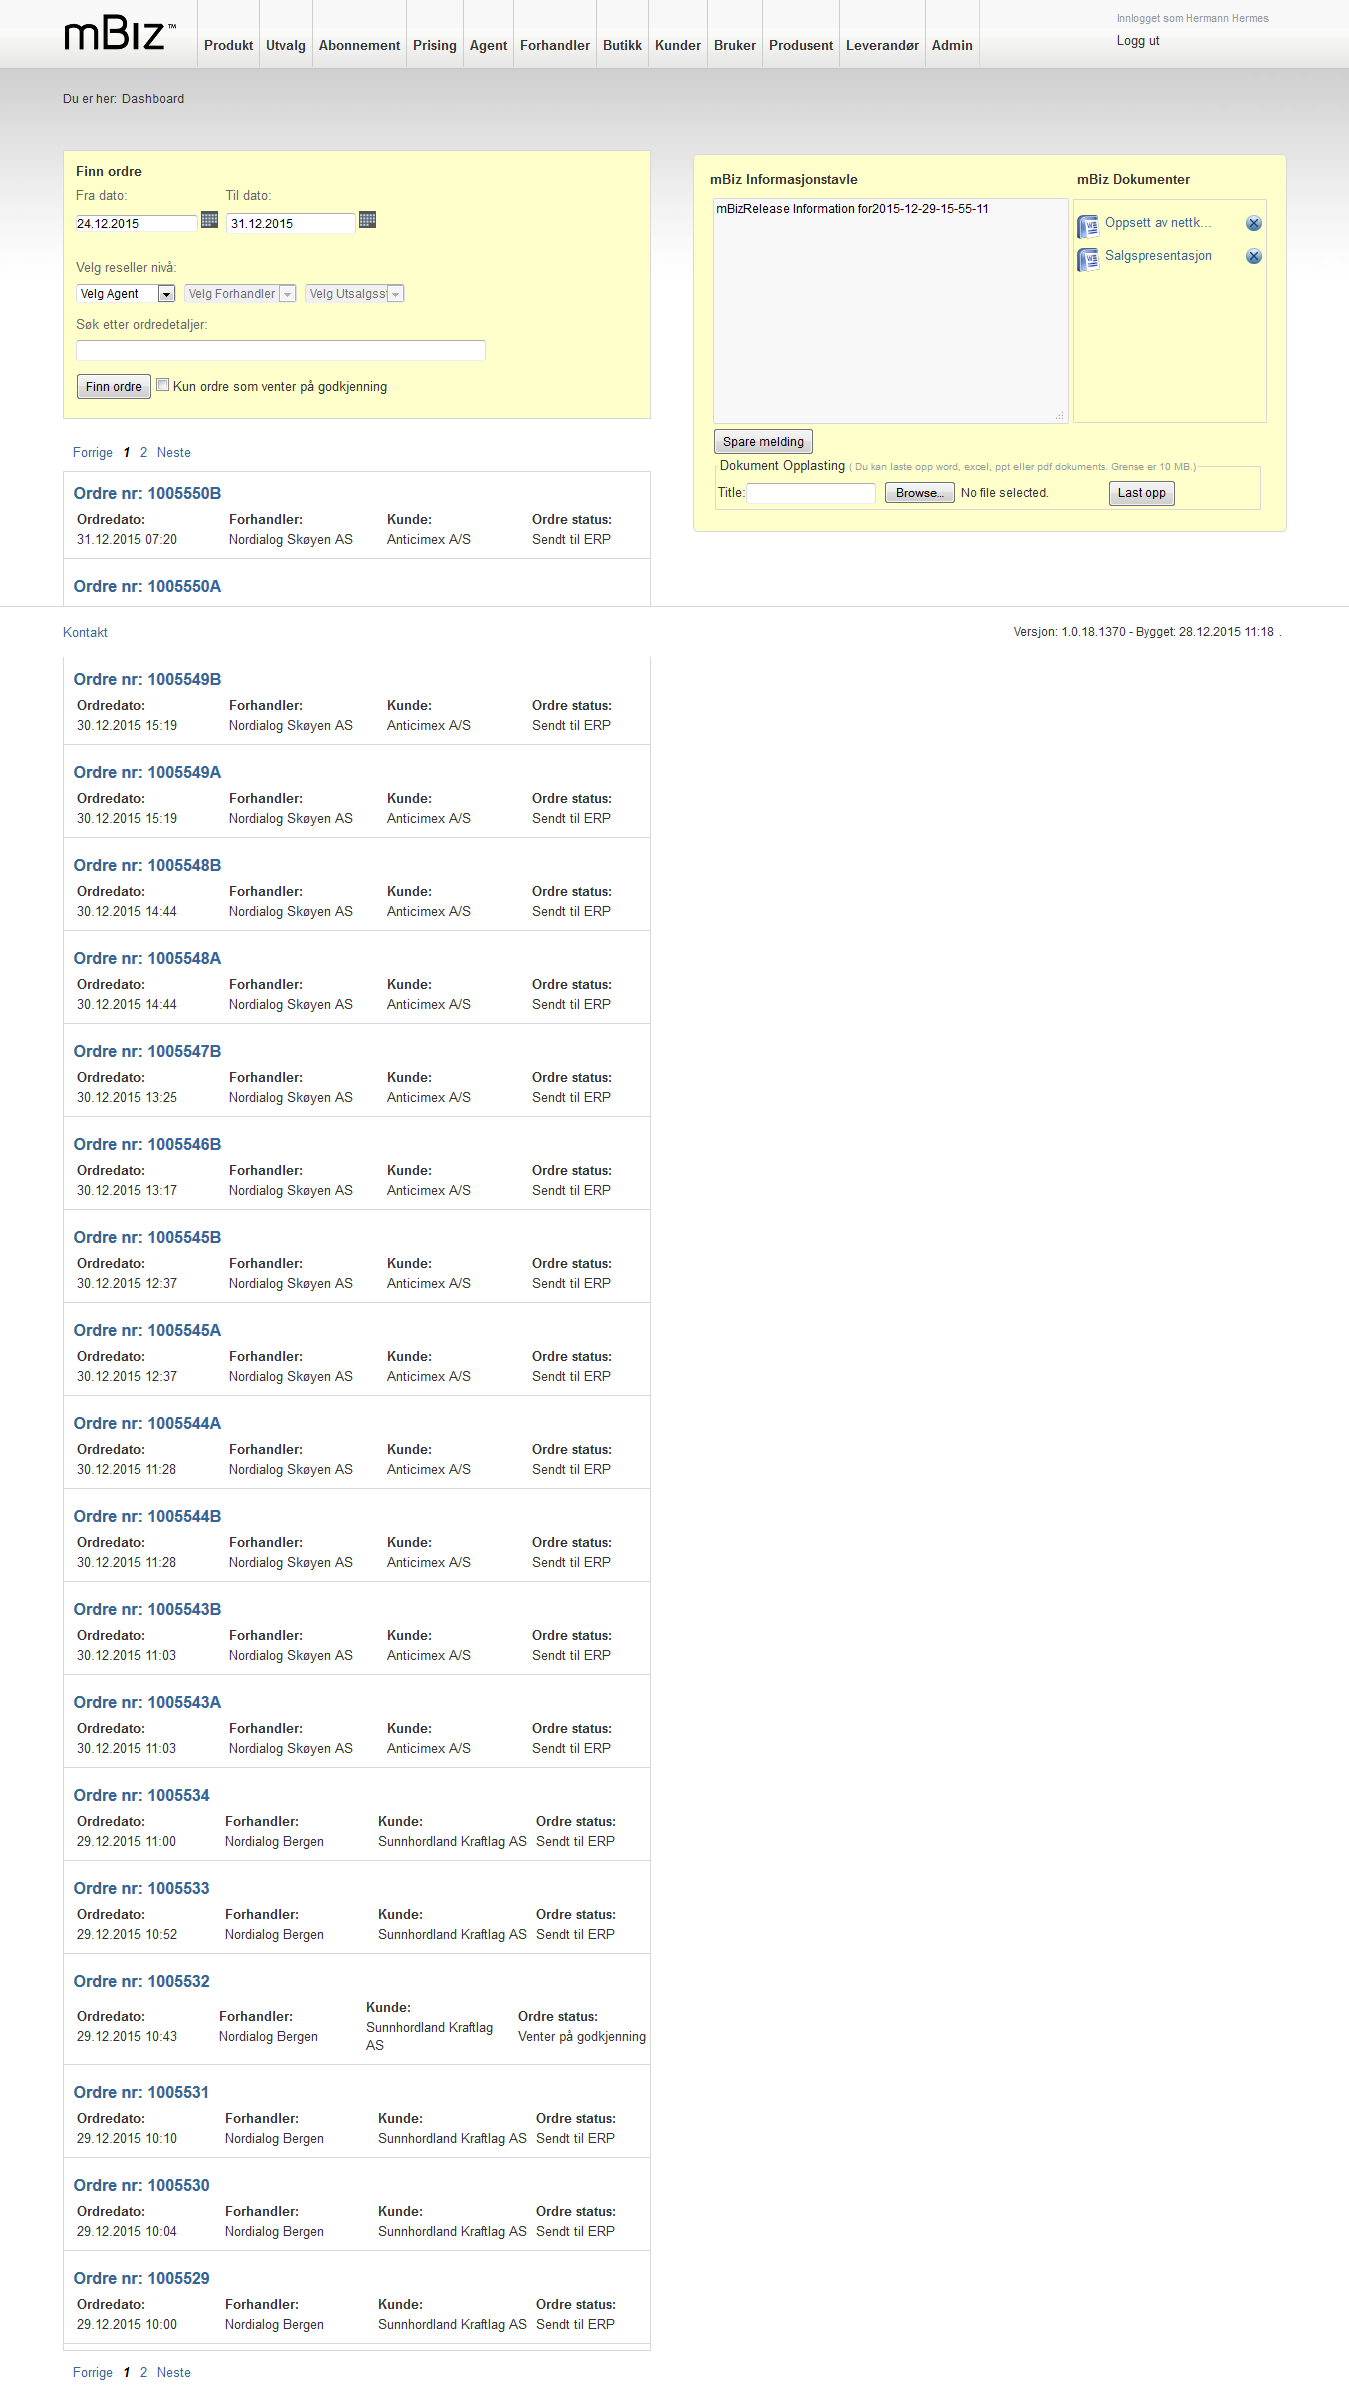 mBiz™
Produkt Utvalg Abonnement Prising Agent Forhandler Butikk Kunder Bruker Produsent Leverandør Admin
Innlogget som Hermann Hermes
Logg ut
Du er her: Dashboard
Finn ordre
Fra dato: Til dato:
24.12.2015 31.12.2015
Velg reseller nivå:
Velg Agent Velg Forhandler Velg Utsalgsst
Søk etter ordredetaljer:
Finn ordre Kun ordre som venter på godkjenning
mBiz Informasjonstavle mBiz Dokumenter
mBizRelease Information for2015-12-29-15-55-11
Oppsett av nettk...
Salgspresentasjon
Spare melding
Dokument Opplasting ( Du kan laste opp word, excel, ppt eller pdf dokuments. Grense er 10 MB.)
Title: Browse... No file selected. Last opp
Forrige 1 2 Neste
Ordre nr: 1005550B
Ordredato: Forhandler: Kunde: Ordre status:
31.12.2015 07:20 Nordialog Skøyen AS Anticimex A/S Sendt til ERP
Ordre nr: 1005550A
Kontakt Versjon: 1.0.18.1370 - Bygget: 28.12.2015 11:18 .
Ordre nr: 1005549B
Ordredato: Forhandler: Kunde: Ordre status:
30.12.2015 15:19 Nordialog Skøyen AS Anticimex A/S Sendt til ERP
Ordre nr: 1005549A
Ordredato: Forhandler: Kunde: Ordre status:
30.12.2015 15:19 Nordialog Skøyen AS Anticimex A/S Sendt til ERP
Ordre nr: 1005548B
Ordredato: Forhandler: Kunde: Ordre status:
30.12.2015 14:44 Nordialog Skøyen AS Anticimex A/S Sendt til ERP
Ordre nr: 1005548A
Ordredato: Forhandler: Kunde: Ordre status:
30.12.2015 14:44 Nordialog Skøyen AS Anticimex A/S Sendt til ERP
Ordre nr: 1005547B
Ordredato: Forhandler: Kunde: Ordre status:
30.12.2015 13:25 Nordialog Skøyen AS Anticimex A/S Sendt til ERP
Ordre nr: 1005546B
Ordredato: Forhandler: Kunde: Ordre status:
30.12.2015 13:17 Nordialog Skøyen AS Anticimex A/S Sendt til ERP
Ordre nr: 1005545B
Ordredato: Forhandler: Kunde: Ordre status:
30.12.2015 12:37 Nordialog Skøyen AS Anticimex A/S Sendt til ERP
Ordre nr: 1005545A
Ordredato: Forhandler: Kunde: Ordre status:
30.12.2015 12:37 Nordialog Skøyen AS Anticimex A/S Sendt til ERP
Ordre nr: 1005544A
Ordredato: Forhandler: Kunde: Ordre status:
30.12.2015 11:28 Nordialog Skøyen AS Anticimex A/S Sendt til ERP
Ordre nr: 1005544B
Ordredato: Forhandler: Kunde: Ordre status:
30.12.2015 11:28 Nordialog Skøyen AS Anticimex A/S Sendt til ERP
Ordre nr: 1005543B
Ordredato: Forhandler: Kunde: Ordre status:
30.12.2015 11:03 Nordialog Skøyen AS Anticimex A/S Sendt til ERP
Ordre nr: 1005543A
Ordredato: Forhandler: Kunde: Ordre status:
30.12.2015 11:03 Nordialog Skøyen AS Anticimex A/S Sendt til ERP
Ordre nr: 1005534
Ordredato: Forhandler: Kunde: Ordre status:
29.12.2015 11:00 Nordialog Bergen Sunnhordland Kraftlag AS Sendt til ERP
Ordre nr: 1005533
Ordredato: Forhandler: Kunde: Ordre status:
29.12.2015 10:52 Nordialog Bergen Sunnhordland Kraftlag AS Sendt til ERP
Ordre nr: 1005532
Ordredato: Forhandler: Kunde: Ordre status:
29.12.2015 10:43 Nordialog Bergen Sunnhordland Kraftlag Venter på godkjenning
AS
Ordre nr: 1005531
Ordredato: Forhandler: Kunde: Ordre status:
29.12.2015 10:10 Nordialog Bergen Sunnhordland Kraftlag AS Sendt til ERP
Ordre nr: 1005530
Ordredato: Forhandler: Kunde: Ordre status:
29.12.2015 10:04 Nordialog Bergen Sunnhordland Kraftlag AS Sendt til ERP
Ordre nr: 1005529
Ordredato: Forhandler: Kunde: Ordre status:
29.12.2015 10:00 Nordialog Bergen Sunnhordland Kraftlag AS Sendt til ERP
Forrige 1 2 Neste